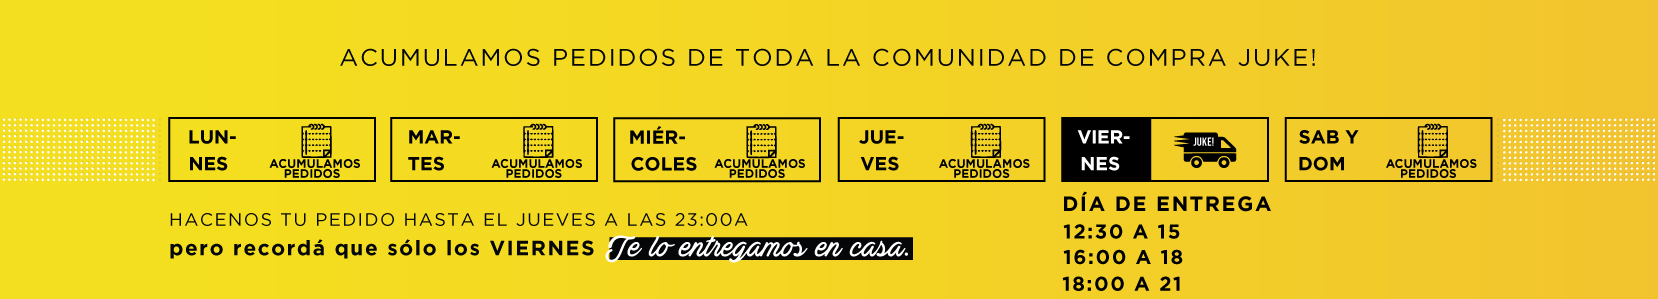 ACUMULAMOS PEDIDOS DE TODA LA COMUNIDAD DE COMPRA JUKE!
LUN-
NES
ACUMULAMOS
PEDIDOS
MAR-
TES
ACUMULAMOS
PEDIDOS
MIÉR-
COLES
ACUMULAMOS
PEDIDOS
JUE-
VES
ACUMULAMOS
PEDIDOS
VIER-
NES
JUKE!
SAB Y
DOM
ACUMULAMOS
PEDIDOS
HACENOS TU PEDIDO HASTA EL JUEVES A LAS 23:00A
pero recordá que sólo los VIERNES Te lo entregamos en casa.
DÍA DE ENTREGA
12:30 A 15
16:00 A 18
18:00 A 21